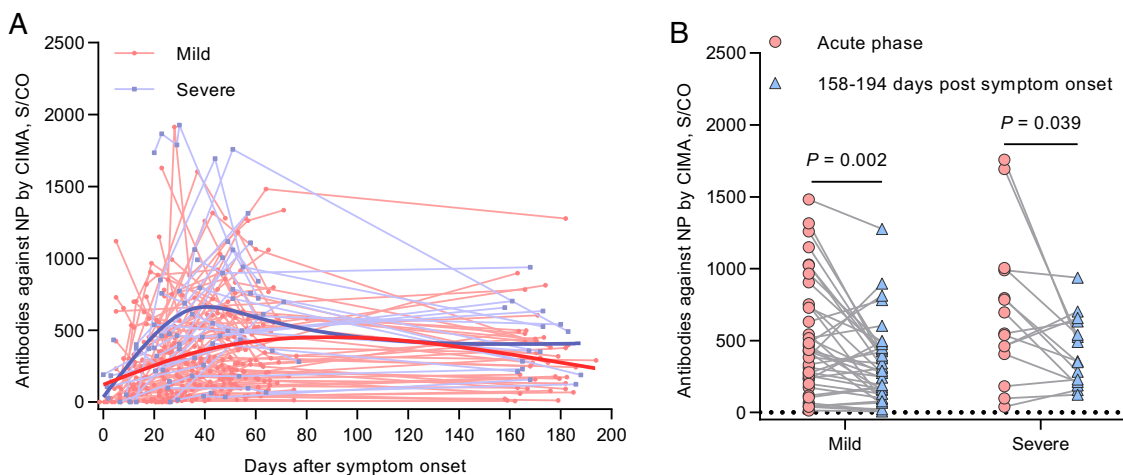 A
Antibodies against NP by CIMA, S/CO
2500
2000
1500
1000
500
0
Mild
Severe
0 20 40 60 80 100 120 140 160 180 200
Days after symptom onset
B
Antibodies against NP by CIMA, S/CO
2500
2000
1500
1000
500
0
Acute phase
158-194 days post symptom onset
P = 0.002
P = 0.039
Mild Severe